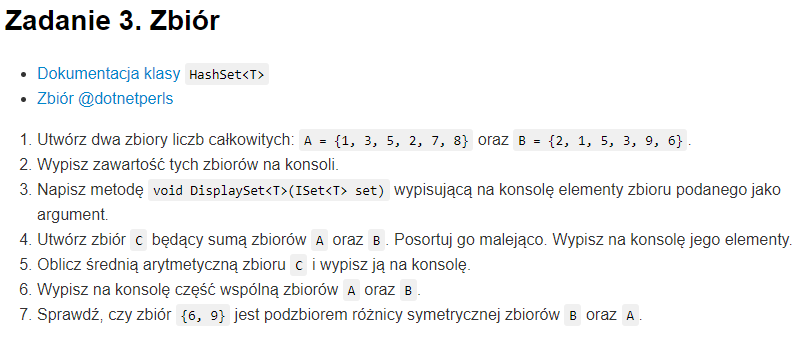 Zadanie 3. Zbiór
• Dokumentacja klasy HashSet<T>
• Zbiór @dotnetperls
1. Utwórz dwa zbiory liczb całkowitych: A = {1, 3, 5, 2, 7, 8} oraz B = {2, 1, 5, 3, 9, 6}.
2. Wypisz zawartość tych zbiorów na konsoli.
3. Napisz metodę void DisplaySet<T>(ISet<T> set) wypisującą na konsolę elementy zbioru podanego jako
argument.
4. Utwórz zbiór C będący sumą zbiorów A oraz B. Posortuj go malejąco. Wypisz na konsolę jego elementy.
5. Oblicz średnią arytmetyczną zbioru C i wypisz ją na konsolę.
6. Wypisz na konsolę część wspólną zbiorów A oraz B.
7. Sprawdź, czy zbiór {6, 9} jest podzbiorem różnicy symetrycznej zbiorów B oraz A.